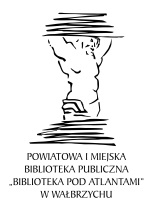 POWIATOWA I MIEJSKA
BIBLIOTEKA PUBLICZNA
„BIBLIOTEKA POD ATLANTAMI"
W WAŁBRZYCHU